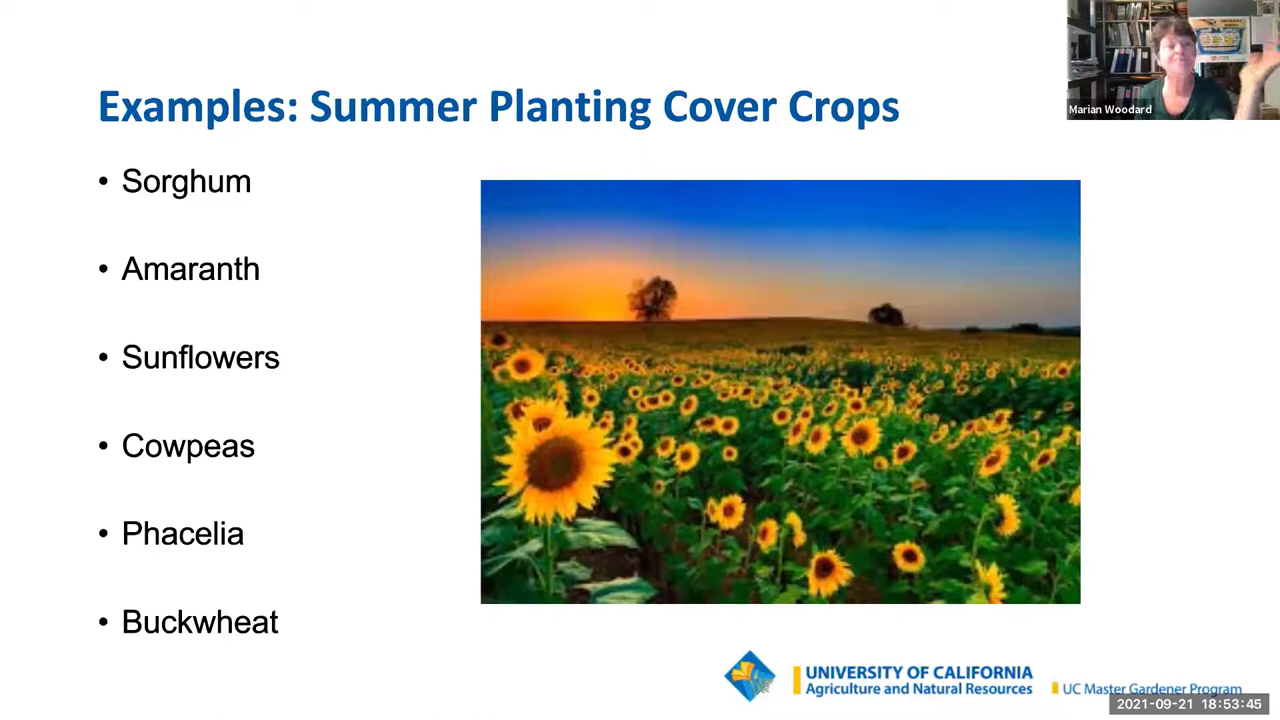 Examples: Summer Planting Cover Crops
Marian Woodard
• Sorghum
• Amaranth
• Sunflowers
• Cowpeas
• Phacelia
• Buckwheat
UNIVERSITY OF CALIFORNIA
Agriculture and Natural Resources
UC Master Gardener Program
2021-09-21 18:53:45